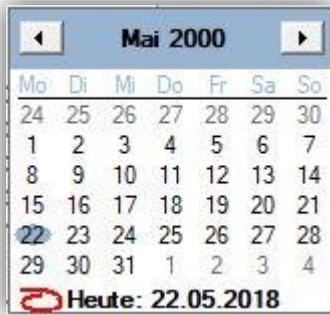 Mai 2000
Mo Di Mi Do Fr Sa So
24 25 26 27 28 29 30
1 2 3 4 5 6 7
8 9 10 11 12 13 14
15 16 17 18 19 20 21
22 23 24 25 26 27 28
29 30 31 1 2 3 4
Heute: 22.05.2018